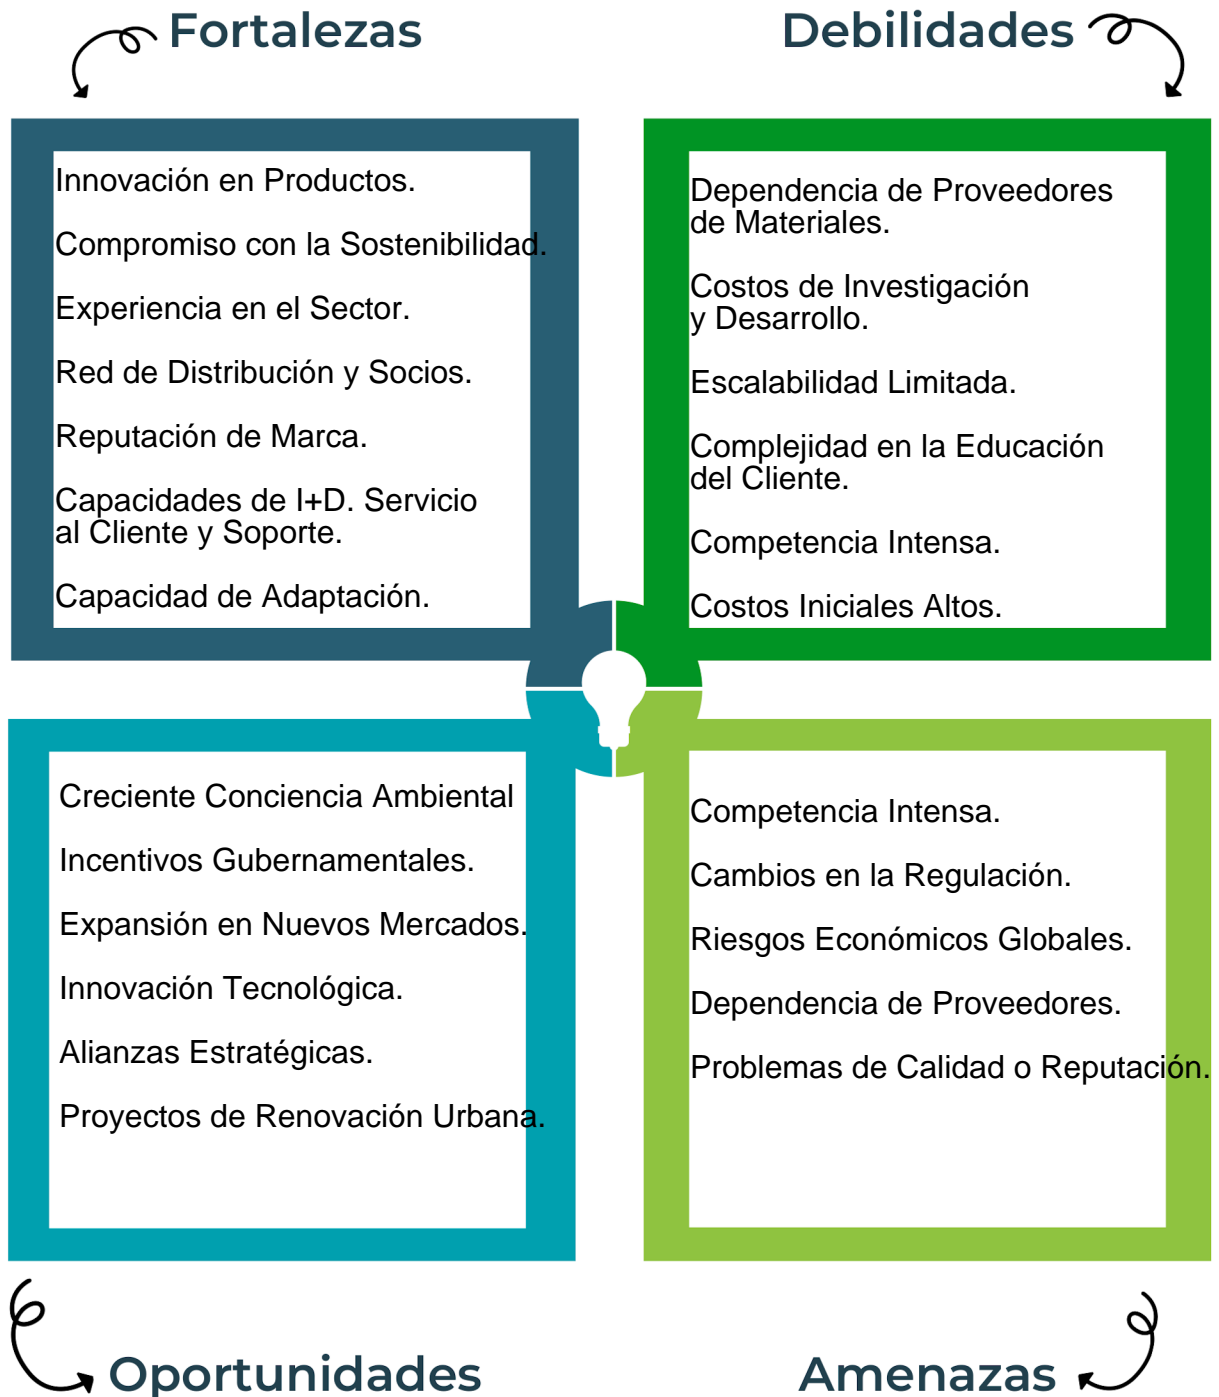 Fortalezas
Innovación en Productos.
Compromiso con la Sostenibilidad.
Experiencia en el Sector.
Red de Distribución y Socios.
Reputación de Marca.
Capacidades de I+D. Servicio
al Cliente y Soporte.
Capacidad de Adaptación.
Debilidades
Dependencia de Proveedores
de Materiales.
Costos de Investigación
y Desarrollo.
Escalabilidad Limitada.
Complejidad en la Educación
del Cliente.
Competencia Intensa.
Costos Iniciales Altos.
Creciente Conciencia Ambiental
Incentivos Gubernamentales.
Expansión en Nuevos Mercados.
Innovación Tecnológica.
Alianzas Estratégicas.
Proyectos de Renovación Urbana.
Oportunidades
Competencia Intensa.
Cambios en la Regulación.
Riesgos Económicos Globales.
Dependencia de Proveedores.
Problemas de Calidad o Reputación.
Amenazas